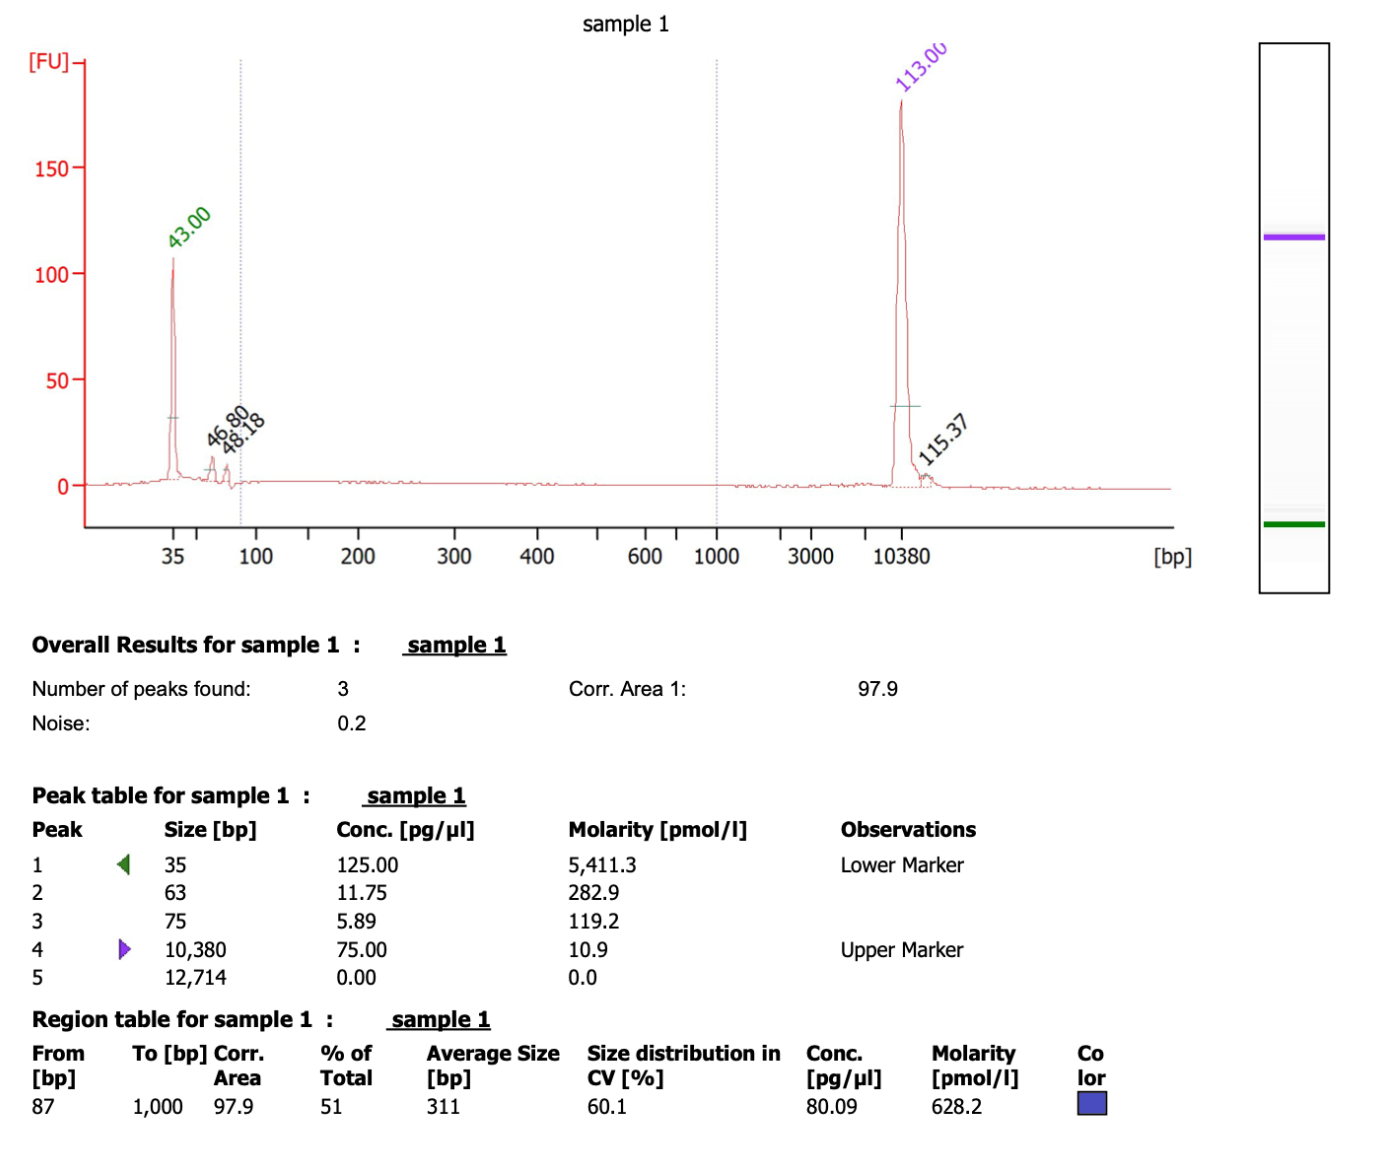 sample 1
[FU]
113.00
150
43.00
100
50
46.80
48.18
115.37
0
35 100 200 300 400 600 1000 3000 10380 [bp]
Overall Results for sample 1 : sample 1
Number of peaks found: 3 Corr. Area 1: 97.9
Noise: 0.2
Peak table for sample 1 : sample 1
Peak Size [bp] Conc. [pg/µl] Molarity [pmol/l] Observations
1 35 125.00 5,411.3 Lower Marker
2 63 11.75 282.9
3 75 5.89 119.2
4 10,380 75.00 10.9 Upper Marker
5 12,714 0.00 0.0
Region table for sample 1 : sample 1
From To [bp] Corr. % of Average Size Size distribution in Conc. Molarity Co
[bp] Area Total [bp] CV [%] [pg/µl] [pmol/l] lor
87 1,000 97.9 51 311 60.1 80.09 628.2